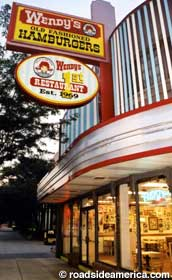 Wendy's
OLD FASHIONED
HAMBURGERS
Wendy's
1st
RESTAURANT
Est. 1969
©roadsideamerica.com